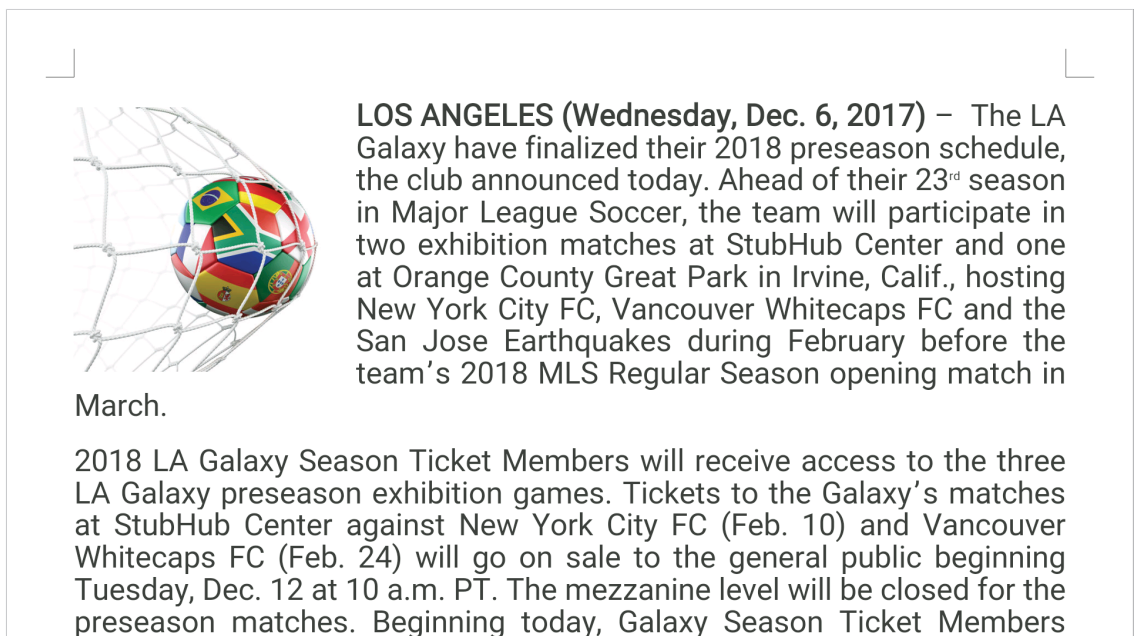 LOS ANGELES (Wednesday, Dec. 6, 2017) – The LA
Galaxy have finalized their 2018 preseason schedule,
the club announced today. Ahead of their 23rd season
in Major League Soccer, the team will participate in
two exhibition matches at StubHub Center and one
at Orange County Great Park in Irvine, Calif., hosting
New York City FC, Vancouver Whitecaps FC and the
San Jose Earthquakes during February before the
team’s 2018 MLS Regular Season opening match in
March.
2018 LA Galaxy Season Ticket Members will receive access to the three
LA Galaxy preseason exhibition games. Tickets to the Galaxy’s matches
at StubHub Center against New York City FC (Feb. 10) and Vancouver
Whitecaps FC (Feb. 24) will go on sale to the general public beginning
Tuesday, Dec. 12 at 10 a.m. PT. The mezzanine level will be closed for the
preseason matches. Beginning today, Galaxy Season Ticket Members